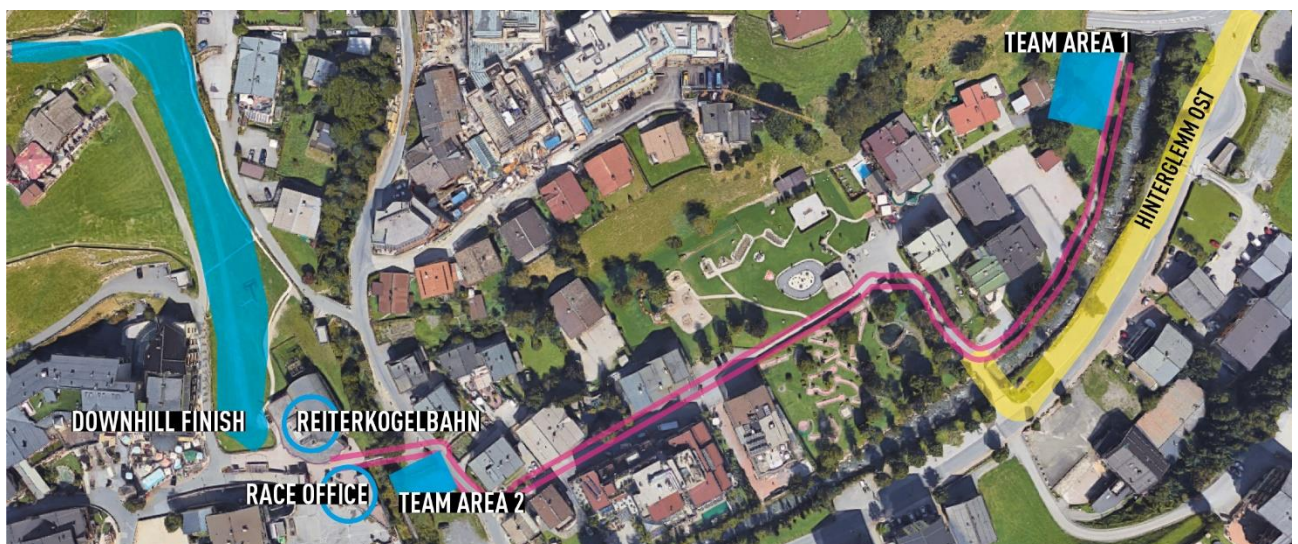 TEAM AREA 1
HINTERGLEMM OST
DOWNHILL FINISH
REITERKOGELBAHN
RACE OFFICE
TEAM AREA 2